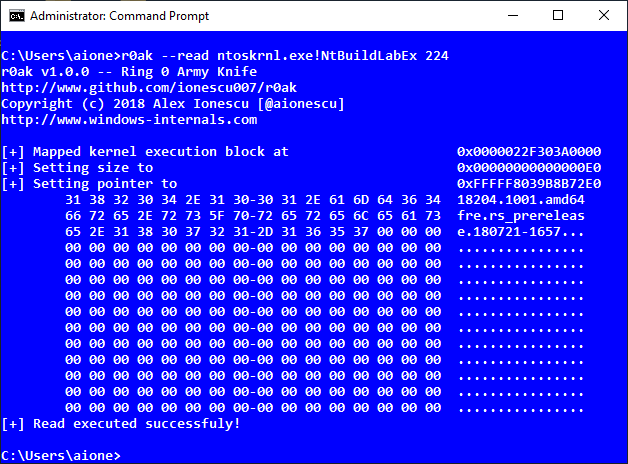 Administrator: Command Prompt
C:\Users\aione>r0ak --read ntoskrnl.exe!NtBuildLabEx 224
r0ak v1.0.0 -- Ring 0 Army Knife
http://www.github.com/ionescu007/r0ak
Copyright (c) 2018 Alex Ionescu [@aionescu]
http://www.windows-internals.com
[+] Mapped kernel execution block at 0x0000022F303A0000
[+] Setting size to 0x00000000000000E0
[+] Setting pointer to 0xFFFFF8039B8B72E0
31 38 32 30 34 2E 31 30-30 31 2E 61 6D 64 36 34 18204.1001.amd64
66 72 65 2E 72 73 5F 70-72 65 72 65 6C 65 61 73 fre.rs_prereleas
65 2E 31 38 30 37 32 31-2D 31 36 35 37 00 00 00 e.180721-1657...
00 00 00 00 00 00 00 00-00 00 00 00 00 00 00 00 ................
00 00 00 00 00 00 00 00-00 00 00 00 00 00 00 00 ................
00 00 00 00 00 00 00 00-00 00 00 00 00 00 00 00 ................
00 00 00 00 00 00 00 00-00 00 00 00 00 00 00 00 ................
00 00 00 00 00 00 00 00-00 00 00 00 00 00 00 00 ................
00 00 00 00 00 00 00 00-00 00 00 00 00 00 00 00 ................
00 00 00 00 00 00 00 00-00 00 00 00 00 00 00 00 ................
00 00 00 00 00 00 00 00-00 00 00 00 00 00 00 00 ................
00 00 00 00 00 00 00 00-00 00 00 00 00 00 00 00 ................
00 00 00 00 00 00 00 00-00 00 00 00 00 00 00 00 ................
00 00 00 00 00 00 00 00-00 00 00 00 00 00 00 00 ................
[+] Read executed successfuly!
C:\Users\aione>